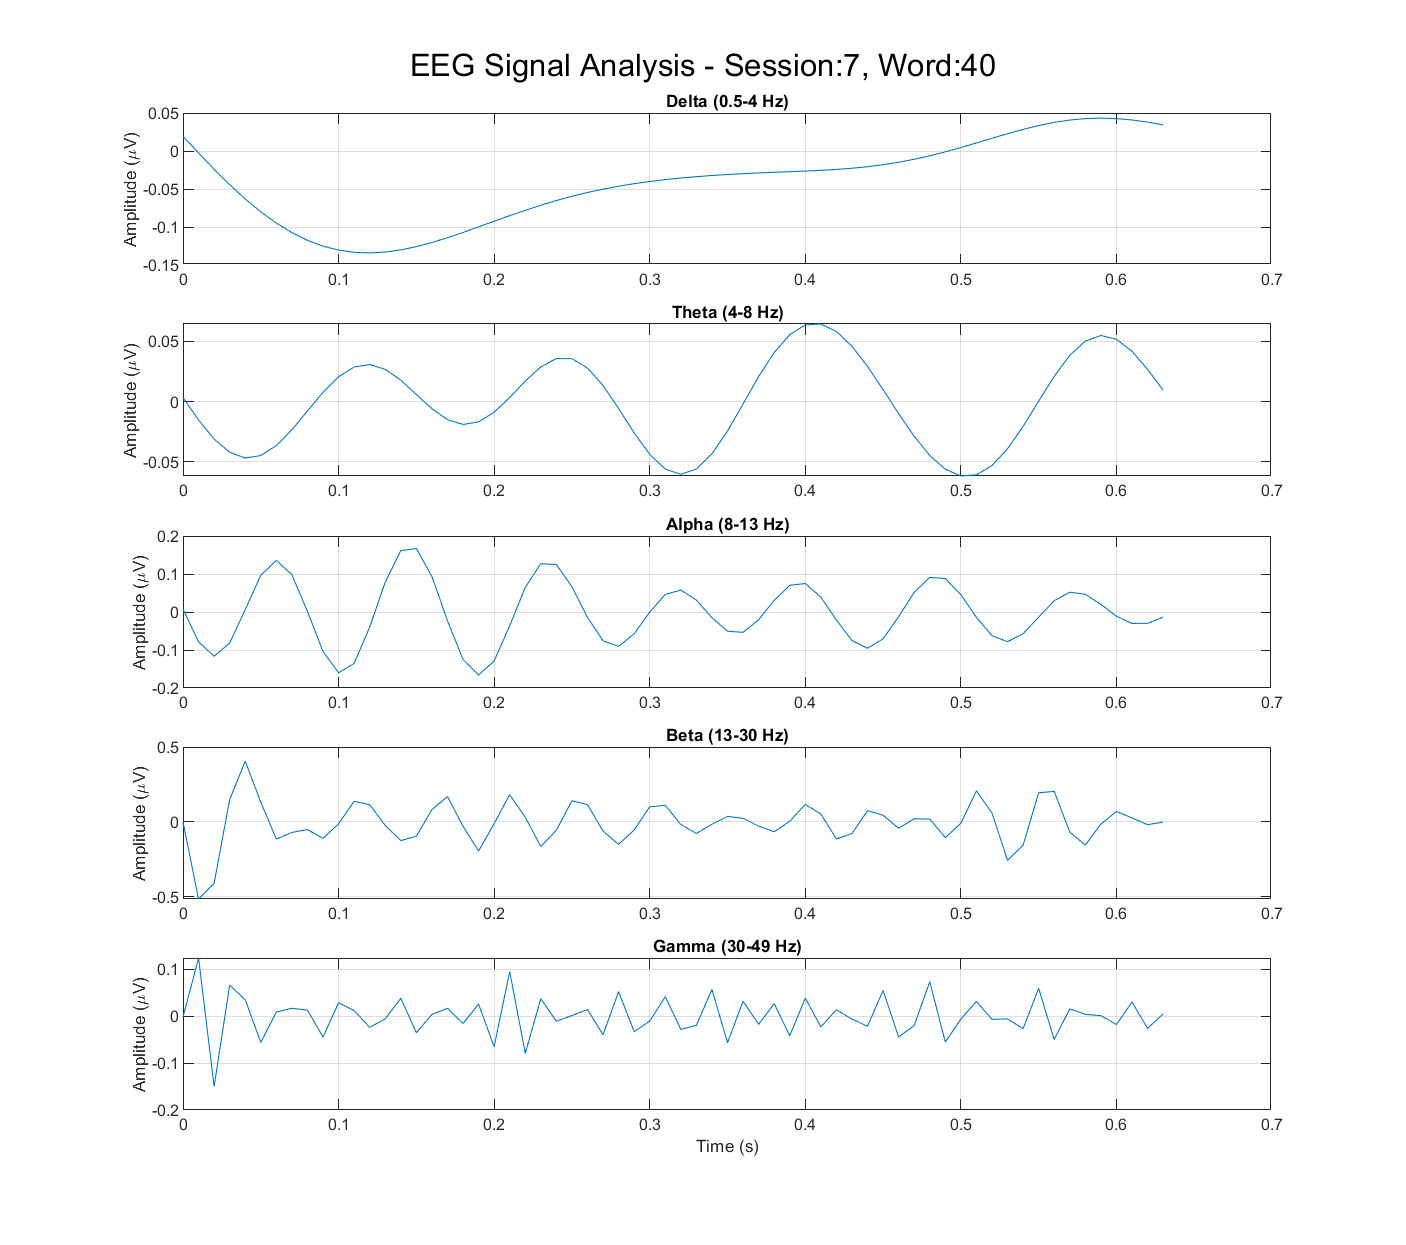 EEG Signal Analysis - Session:7, Word:40
Delta (0.5-4 Hz)
Amplitude (μV)
0.05
0
-0.05
-0.1
-0.15
0 0.1 0.2 0.3 0.4 0.5 0.6 0.7
Theta (4-8 Hz)
Amplitude (μV)
0.05
0
-0.05
0 0.1 0.2 0.3 0.4 0.5 0.6 0.7
Alpha (8-13 Hz)
Amplitude (μV)
0.2
0.1
0
-0.1
-0.2
0 0.1 0.2 0.3 0.4 0.5 0.6 0.7
Beta (13-30 Hz)
Amplitude (μV)
0.5
0
-0.5
0 0.1 0.2 0.3 0.4 0.5 0.6 0.7
Gamma (30-49 Hz)
Amplitude (μV)
0.1
0
-0.1
-0.2
0 0.1 0.2 0.3 0.4 0.5 0.6 0.7
Time (s)